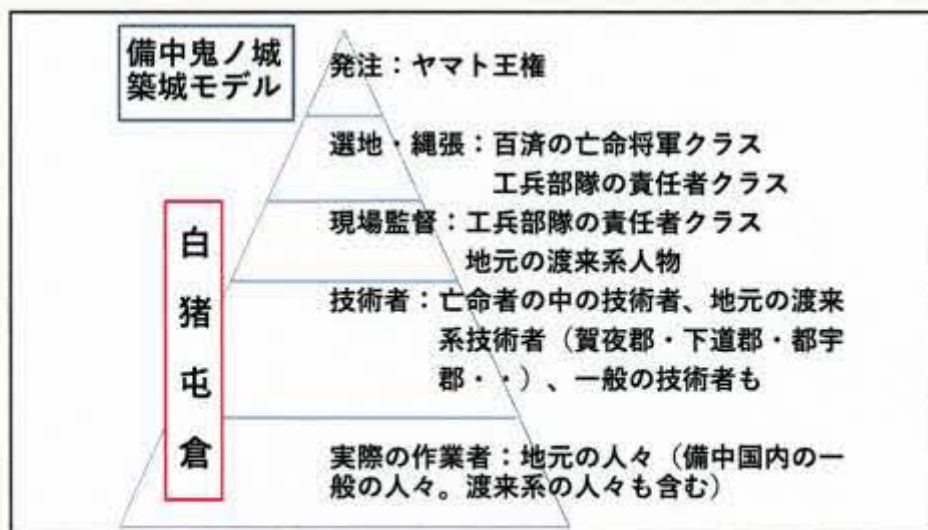 備中鬼ノ城
築城モデル
発注：ヤマト王権
選地・縄張：百済の亡命将軍クラス
工兵部隊の責任者クラス
現場監督：工兵部隊の責任者クラス
地元の渡来系人物
技術者：亡命者の中の技術者、地元の渡来
系技術者（賀夜郡・下道郡・都宇
郡・・）、一般の技術者も
実際の作業者：地元の人々（備中国内の一
般の人々。渡来系の人々も含む）
白猪屯倉